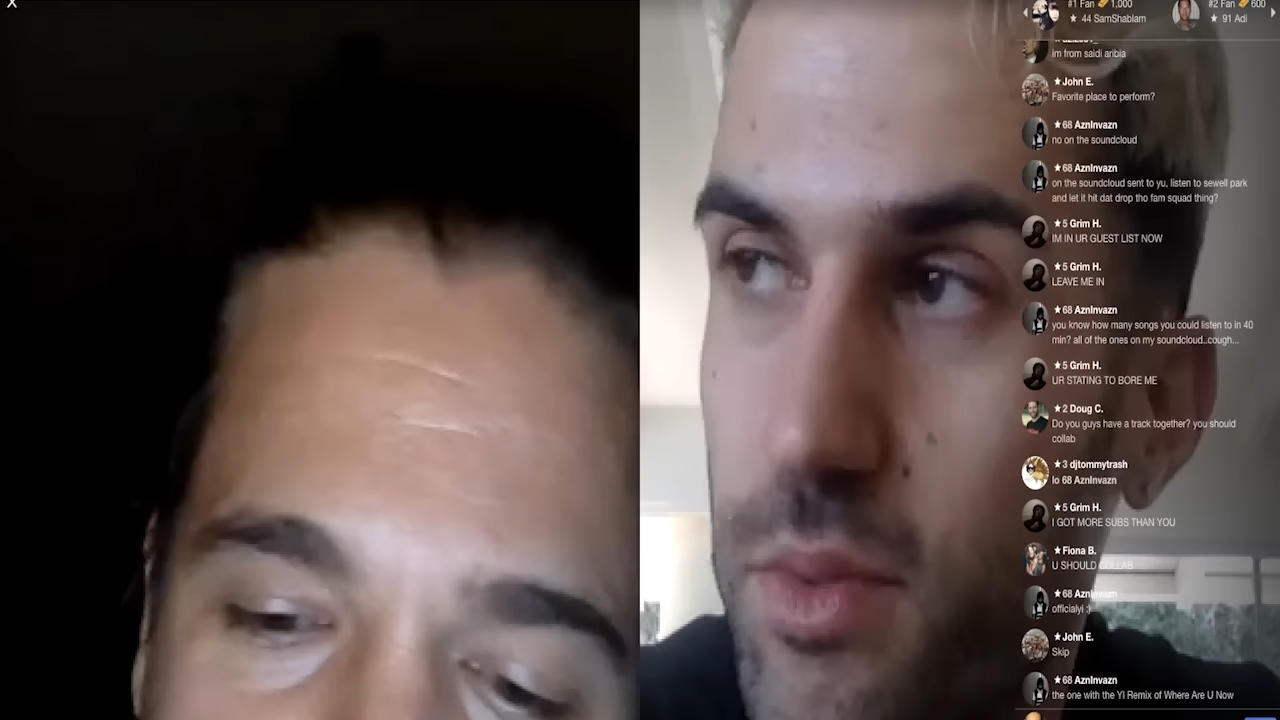 X
#1 Fan 1,000
★ 44 SamShablam
#2 Fan 600
★ 91 Adi
im from saidi aribia
★John E.
Favorite place to perform?
★68 AznInvazn
no on the soundcloud
★68 AznInvazn
on the soundcloud sent to yu, listen to sewell park
and let it hit dat drop tho fam squad thing?
★5 Grim H.
IM IN UR GUEST LIST NOW
★5 Grim H.
LEAVE ME IN
★68 AznInvazn
you know how many songs you could listen to in 40
min? all of the ones on my soundcloud..cough...
★5 Grim H.
UR STATING TO BORE ME
★2 Doug C.
Do you guys have a track together? you should
collab
★3 djtommytrash
lo 68 AznInvazn
★5 Grim H.
I GOT MORE SUBS THAN YOU
★Fiona B.
U SHOULD COLLAB
★68 AznInvazn
officialyi :)
★John E.
Skip
★68 AznInvazn
the one with the YI Remix of Where Are U Now